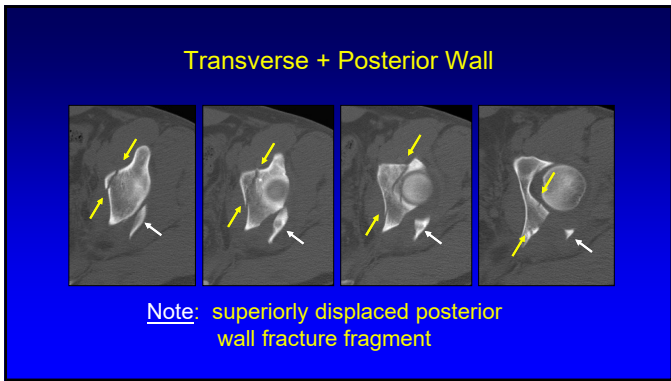 Transverse + Posterior Wall
Note: superiorly displaced posterior
wall fracture fragment